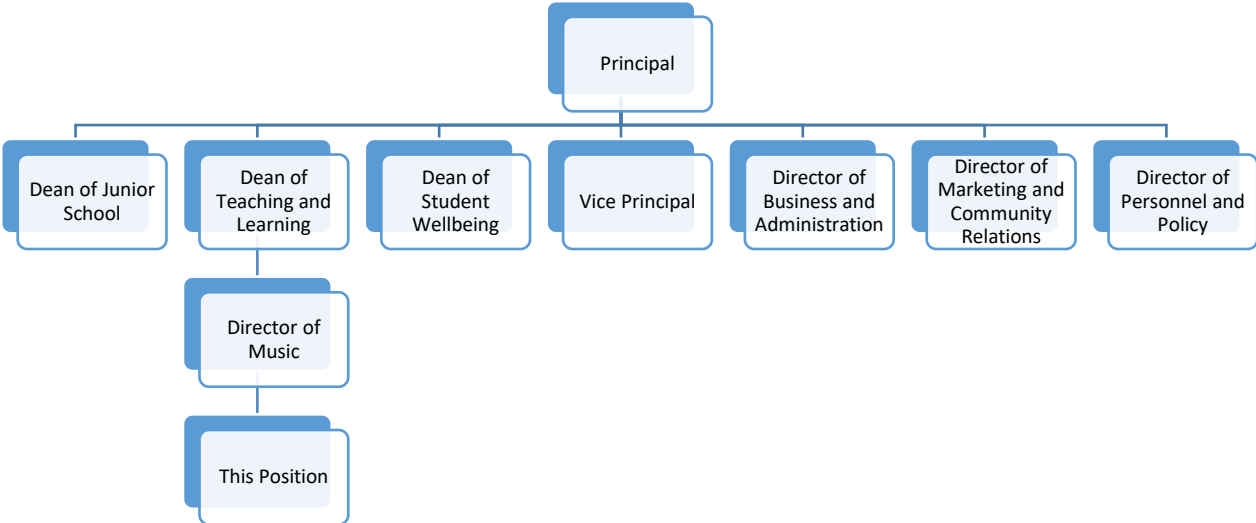 Principal
Dean of Junior
School
Dean of
Teaching and
Learning
Dean of
Student
Wellbeing
Vice Principal
Director of
Business and
Administration
Director of
Marketing and
Community
Relations
Director of
Personnel and
Policy
Director of
Music
This Position